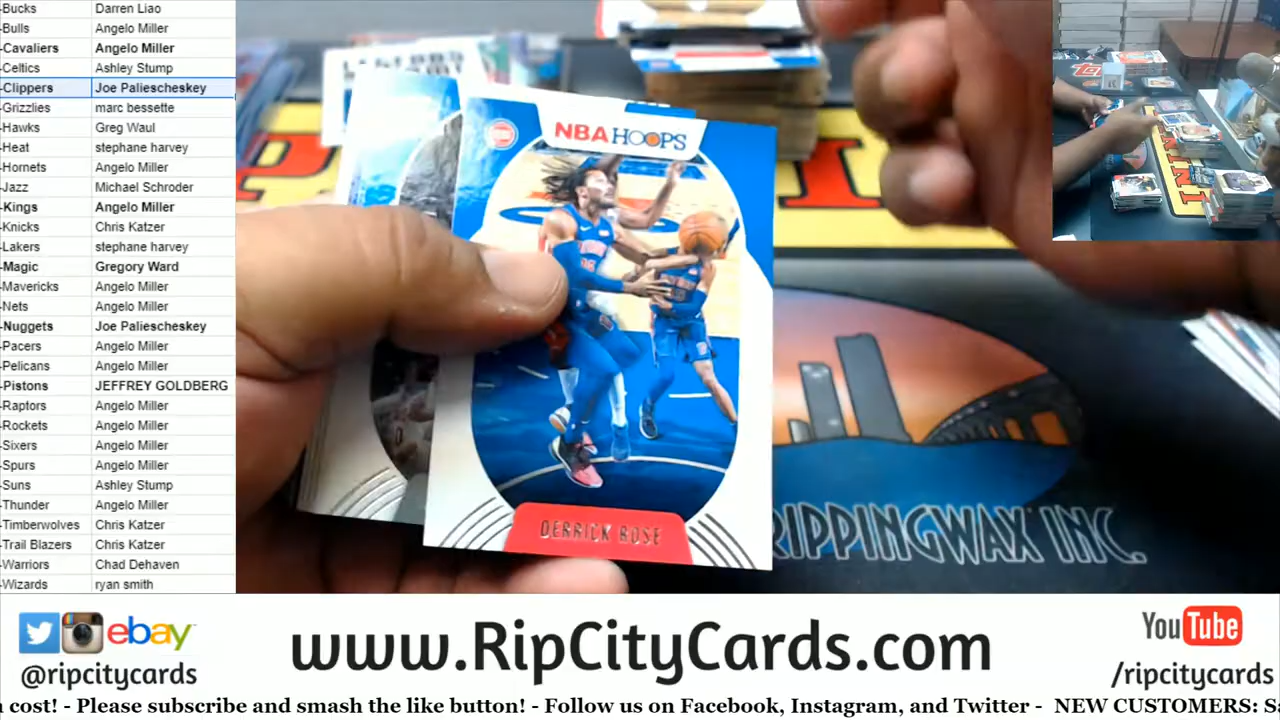 -Bucks Darren Liao
-Bulls Angelo Miller
-Cavaliers Angelo Miller
-Celtics Ashley Stump
-Clippers Joe Paliescheskey
-Grizzlies marc bessette
-Hawks Greg Waul
-Heat stephane harvey
-Hornets Angelo Miller
-Jazz Michael Schroder
-Kings Angelo Miller
-Knicks Chris Katzer
-Lakers stephane harvey
-Magic Gregory Ward
-Mavericks Angelo Miller
-Nets Angelo Miller
-Nuggets Joe Paliescheskey
-Pacers Angelo Miller
-Pelicans Angelo Miller
-Pistons JEFFREY GOLDBERG
-Raptors Angelo Miller
-Rockets Angelo Miller
-Sixers Angelo Miller
-Spurs Angelo Miller
-Suns Ashley Stump
-Thunder Angelo Miller
-Timberwolves Chris Katzer
-Trail Blazers Chris Katzer
-Warriors Chad Dehaven
-Wizards ryan smith
NBA HOOPS
DERRICK ROSE
RIPPINGWAX INC.
ebay
@ripcitycards
www.RipCityCards.com
YouTube
/ripcitycards
cost! - Please subscribe and smash the like button! - Follow us on Facebook, Instagram, and Twitter - NEW CUSTOMERS: